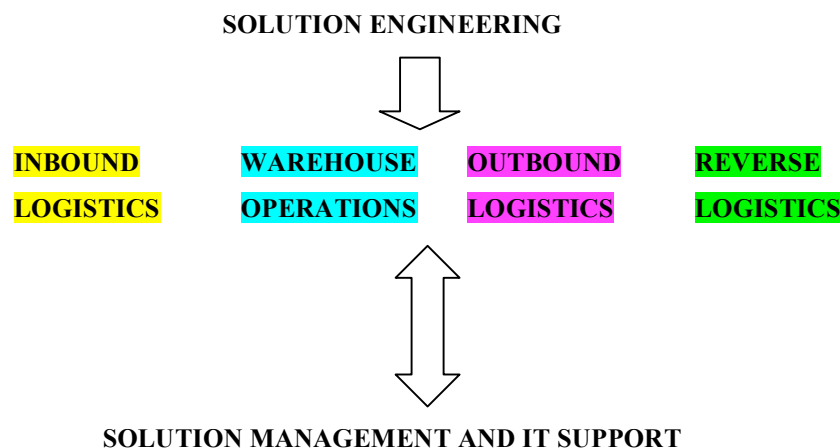 SOLUTION ENGINEERING
INBOUND WAREHOUSE OUTBOUND REVERSE
LOGISTICS OPERATIONS LOGISTICS LOGISTICS
SOLUTION MANAGEMENT AND IT SUPPORT